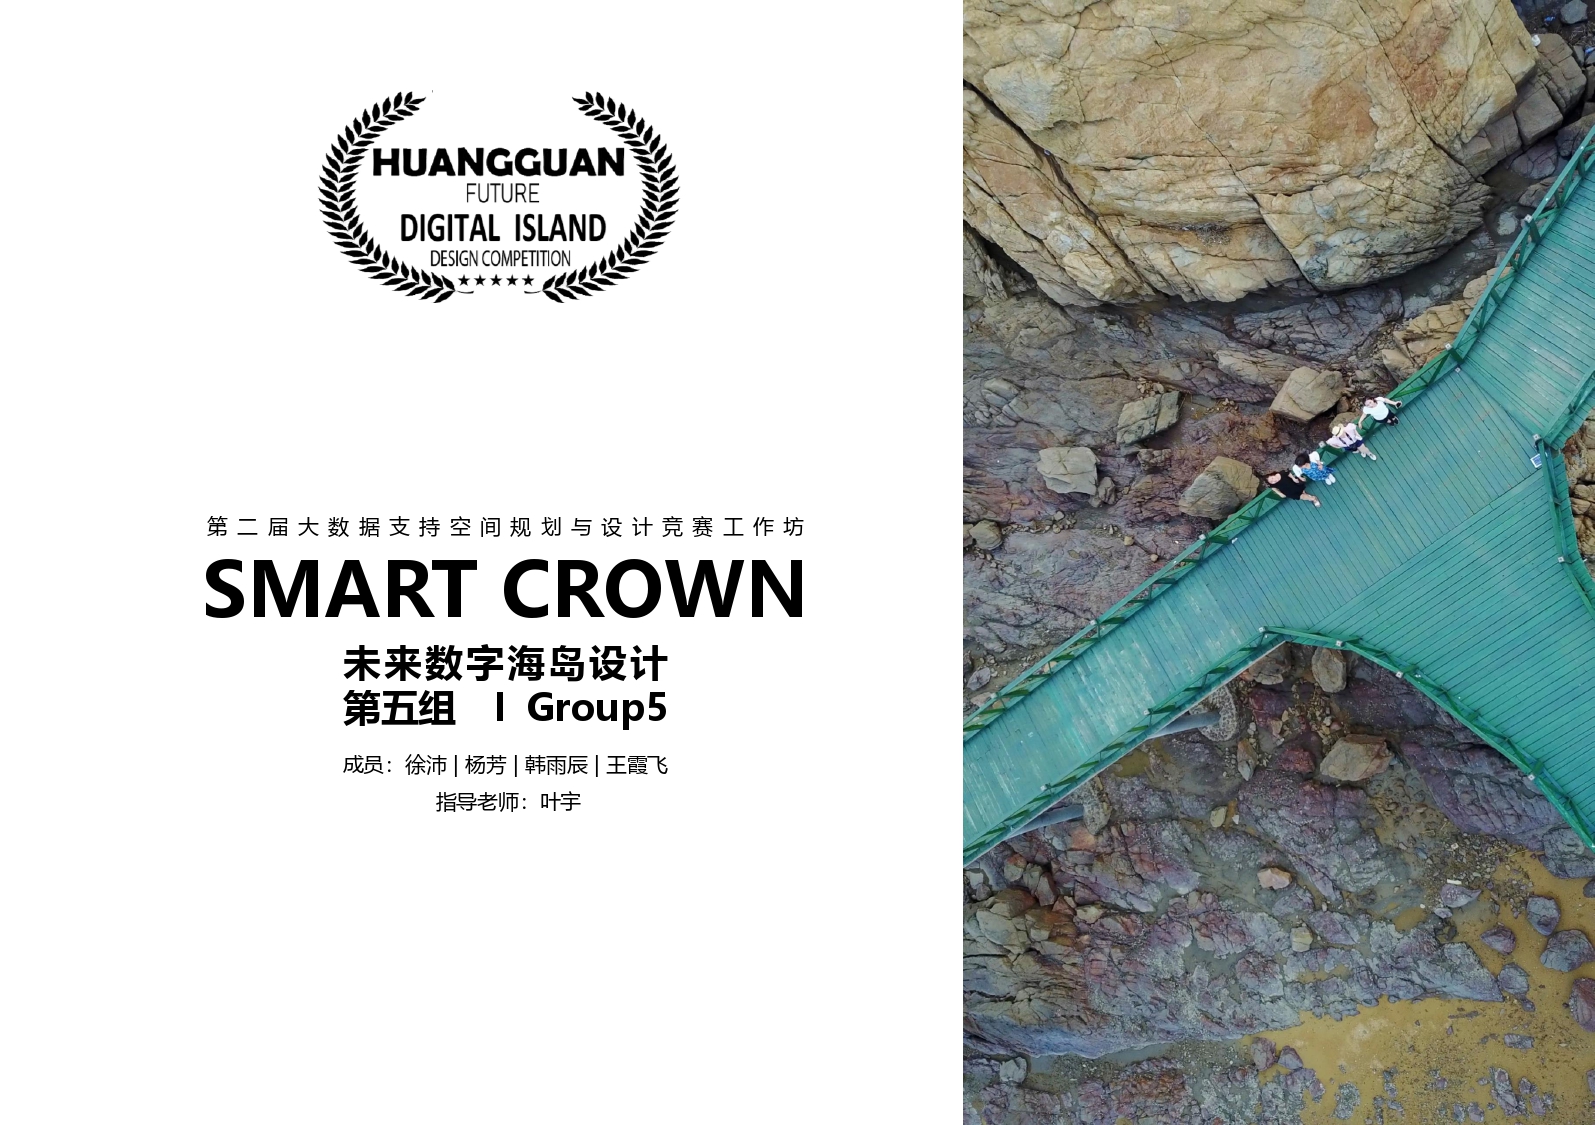 HUANGGUAN
FUTURE
DIGITAL ISLAND
DESIGN COMPETITION
第二届大数据支持空间规划与设计竞赛工作坊
SMART CROWN
未来数字海岛设计
第五组 I Group5
成员：徐沛 | 杨芳 | 韩雨辰 | 王霞飞
指导老师：叶宇